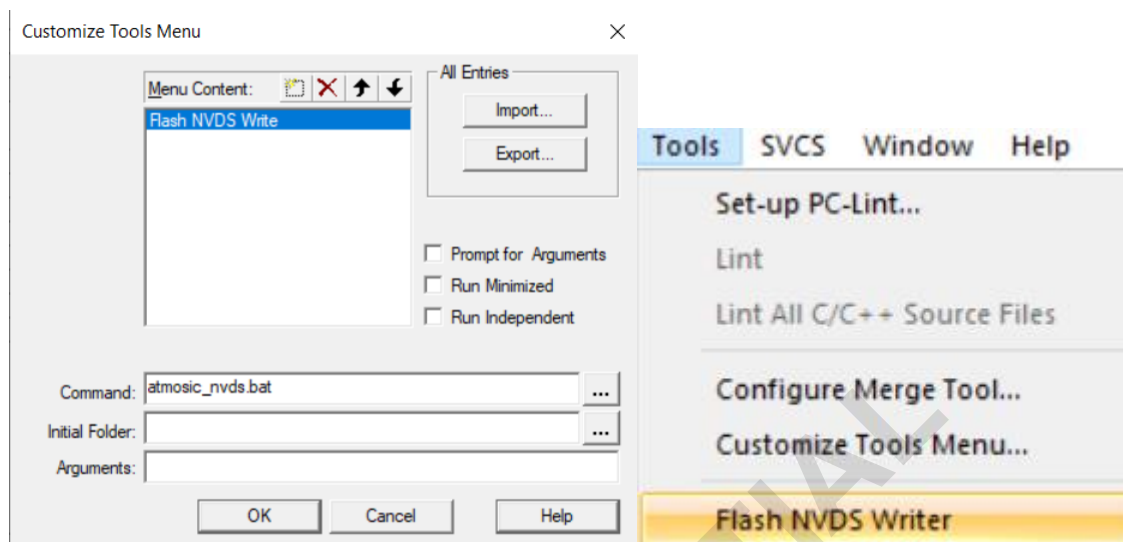 Customize Tools Menu
Menu Content:
Flash NVDS Write
All Entries
Import...
Export...
Prompt for Arguments
Run Minimized
Run Independent
Command: atmosic_nvds.bat ...
Initial Folder: ...
Arguments:
OK Cancel Help
Tools SVCS Window Help
Set-up PC-Lint...
Lint
Lint All C/C++ Source Files
Configure Merge Tool...
Customize Tools Menu...
Flash NVDS Writer
TIAL